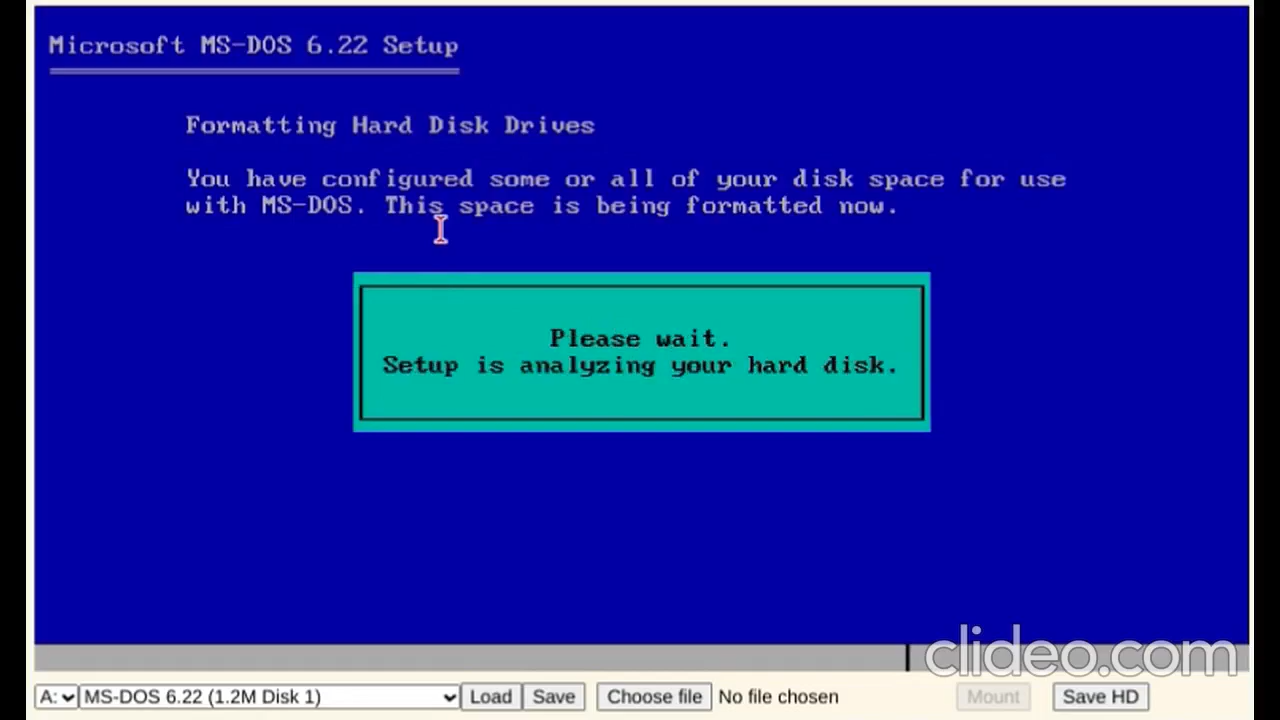 Microsoft MS-DOS 6.22 Setup
Formatting Hard Disk Drives
You have configured some or all of your disk space for use
with MS-DOS. This space is being formatted now.
Please wait.
Setup is analyzing your hard disk.
clideo.com
A: MS-DOS 6.22 (1.2M Disk 1) Load Save Choose file No file chosen Mount Save HD